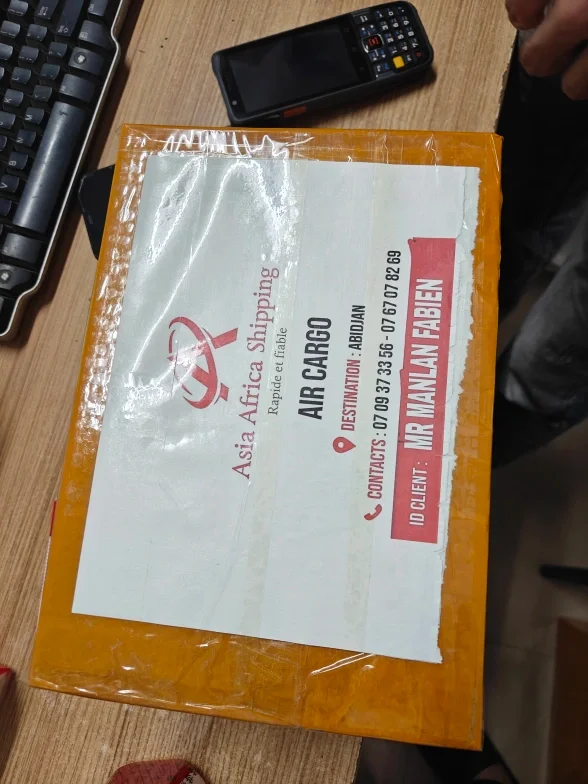 Asia Africa Shipping
Rapide et fiable
AIR CARGO
DESTINATION : ABIDJAN
CONTACTS : 07 09 37 33 56 - 07 67 07 82 69
ID CLIENT : MR MANLAN FABIEN